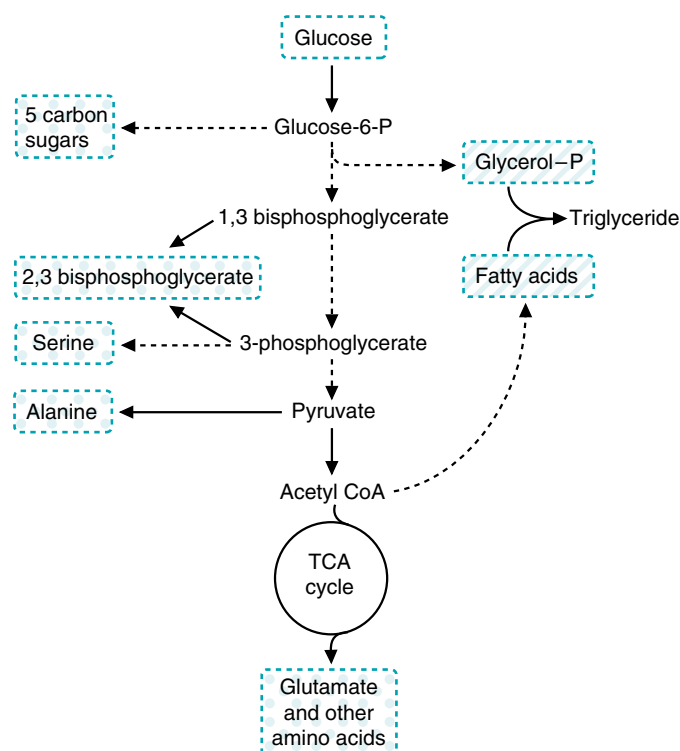 Glucose
5 carbon
sugars
Glucose-6-P
Glycerol–P
1,3 bisphosphoglycerate
Triglyceride
2,3 bisphosphoglycerate
Fatty acids
Serine
3-phosphoglycerate
Alanine
Pyruvate
Acetyl CoA
TCA
cycle
Glutamate
and other
amino acids